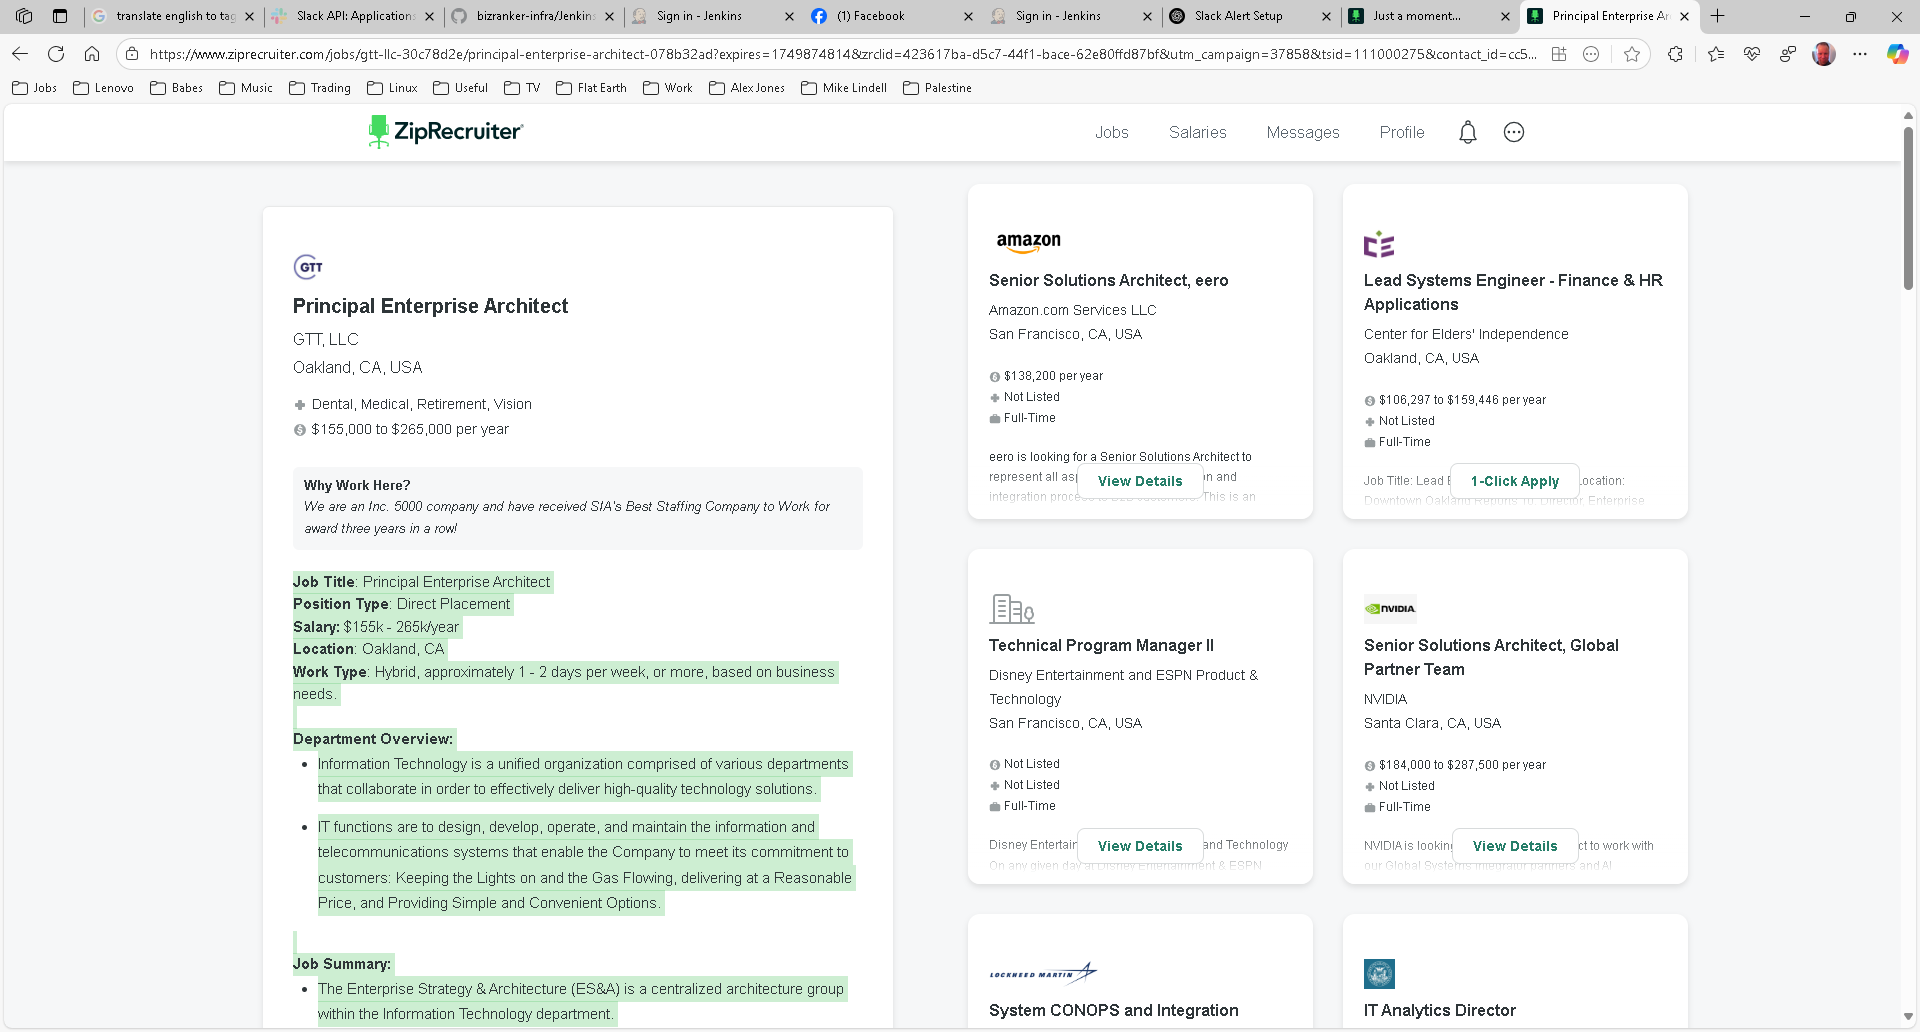 translate english to tag
Slack API: Applications
bizranker-infra/Jenkins
Sign in - Jenkins
(1) Facebook
Sign in - Jenkins
Slack Alert Setup
Just a moment...
Principal Enterprise Ar
https://www.ziprecruiter.com/jobs/gtt-llc-30c78d2e/principal-enterprise-architect-078b32ad?expires=1749874814&zrclid=423617ba-d5c7-44f1-bace-62e80ffd87bf&utm_campaign=37858&tsid=111000275&contact_id=cc5...
Jobs Lenovo Babes Music Trading Linux Useful TV Flat Earth Work Alex Jones Mike Lindell Palestine
ZipRecruiter
Jobs Salaries Messages Profile
GTT
Principal Enterprise Architect
GTT, LLC
Oakland, CA, USA
Dental, Medical, Retirement, Vision
$155,000 to $265,000 per year
Why Work Here?
We are an Inc. 5000 company and have received SIA's Best Staffing Company to Work for
award three years in a row!
Job Title: Principal Enterprise Architect
Position Type: Direct Placement
Salary: $155k - 265k/year
Location: Oakland, CA
Work Type: Hybrid, approximately 1 - 2 days per week, or more, based on business
needs.
Department Overview:
Information Technology is a unified organization comprised of various departments
that collaborate in order to effectively deliver high-quality technology solutions.
IT functions are to design, develop, operate, and maintain the information and
telecommunications systems that enable the Company to meet its commitment to
customers: Keeping the Lights on and the Gas Flowing, delivering at a Reasonable
Price, and Providing Simple and Convenient Options.
Job Summary:
The Enterprise Strategy & Architecture (ES&A) is a centralized architecture group
within the Information Technology department.
amazon
Senior Solutions Architect, eero
Amazon.com Services LLC
San Francisco, CA, USA
$138,200 per year
Not Listed
Full-Time
eero is looking for a Senior Solutions Architect to
represent all asp n and
View Details
integration proce This is an
CE
Lead Systems Engineer - Finance & HR
Applications
Center for Elders' Independence
Oakland, CA, USA
$106,297 to $159,446 per year
Not Listed
Full-Time
Job Title: Lead E Location:
1-Click Apply
Downtown Oakland Reports To: Director, Enterprise
Technical Program Manager II
Disney Entertainment and ESPN Product &
Technology
San Francisco, CA, USA
Not Listed
Not Listed
Full-Time
Disney Entertain and Technology
View Details
On any given day at Disney Entertainment & ESPN
NVIDIA
Senior Solutions Architect, Global
Partner Team
NVIDIA
Santa Clara, CA, USA
$184,000 to $287,500 per year
Not Listed
Full-Time
NVIDIA is looking ct to work with
View Details
our Global Systems Integrator partners and AI
LOCKHEED MARTIN
System CONOPS and Integration
IT Analytics Director